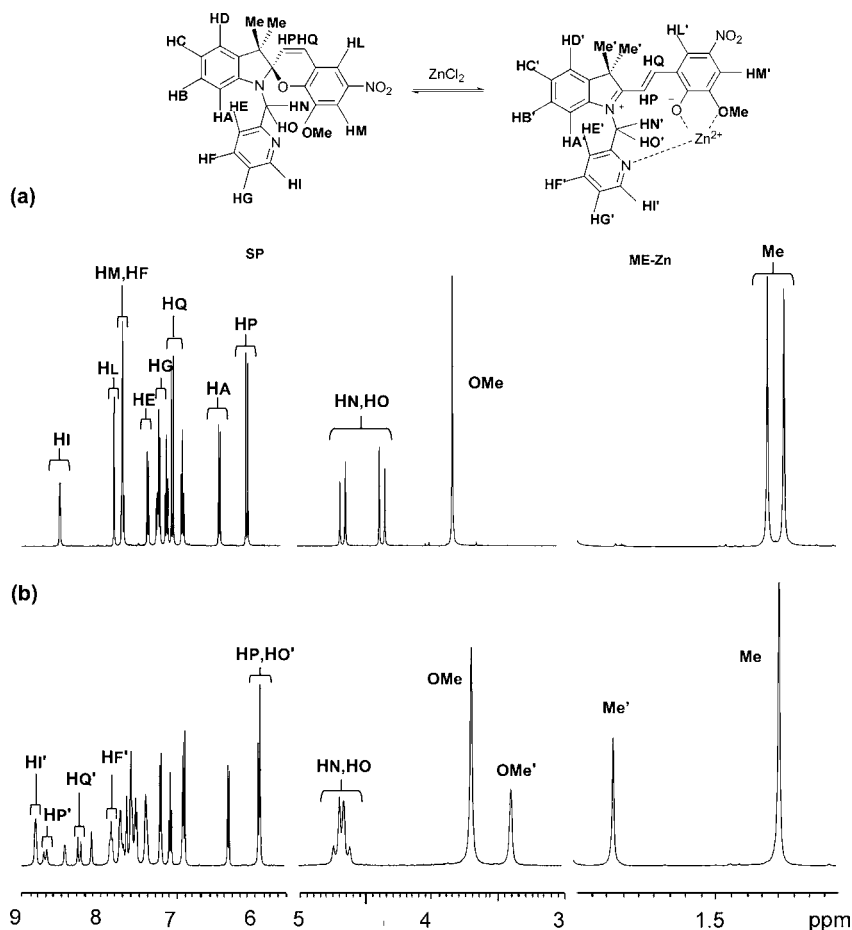 HD
Me
Me
HPHQ
HL
HC
NO2
HB
N
O
HE
HN
HA
HO
OMe
HM
N
HF
HI
HG
ZnCl2
HL'
HD'
Me'
Me'
NO2
HQ
HC'
HM'
HP
HB'
N+
O-
OMe
HE'
HN'
HA'
HO'
Zn2+
N
HF'
HI'
HG'
(a)
SP
ME-Zn
HM,HF
Me
HQ
HP
HL
HG
OMe
HE
HA
HN,HO
HI
(b)
HP,HO'
OMe
Me
Me'
HI'
HF'
HQ'
HN,HO
OMe'
HP'
9 8 7 6 5 4 3 1.5 ppm